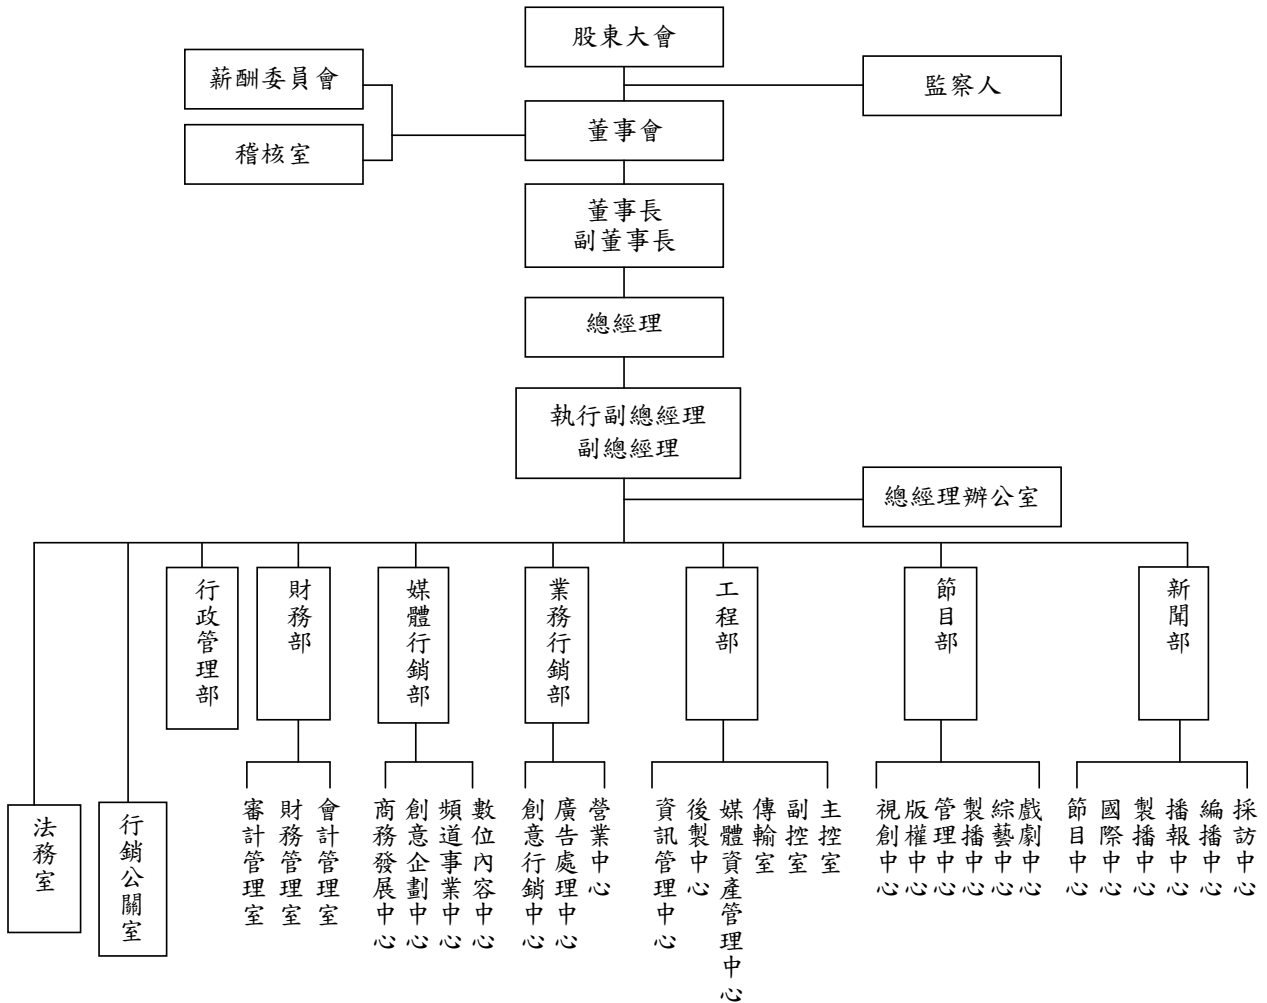 股東大會
薪酬委員會
監察人
董事會
稽核室
董事長
副董事長
總經理
執行副總經理
副總經理
總經理辦公室
行政管理部
財務部
媒體行銷部
業務行銷部
工程部
節目部
新聞部
法務室
行銷公關室
審計管理室
財務管理室
會計管理室
商務發展中心
創意企劃中心
頻道事業中心
數位內容中心
創意行銷中心
廣告處理中心
營業中心
資訊管理中心
後製中心
媒體資產管理中心
傳輸室
副控室
主控室
視創中心
版權中心
管理中心
製播中心
綜藝中心
戲劇中心
節目中心
國際中心
製播中心
播報中心
編播中心
採訪中心